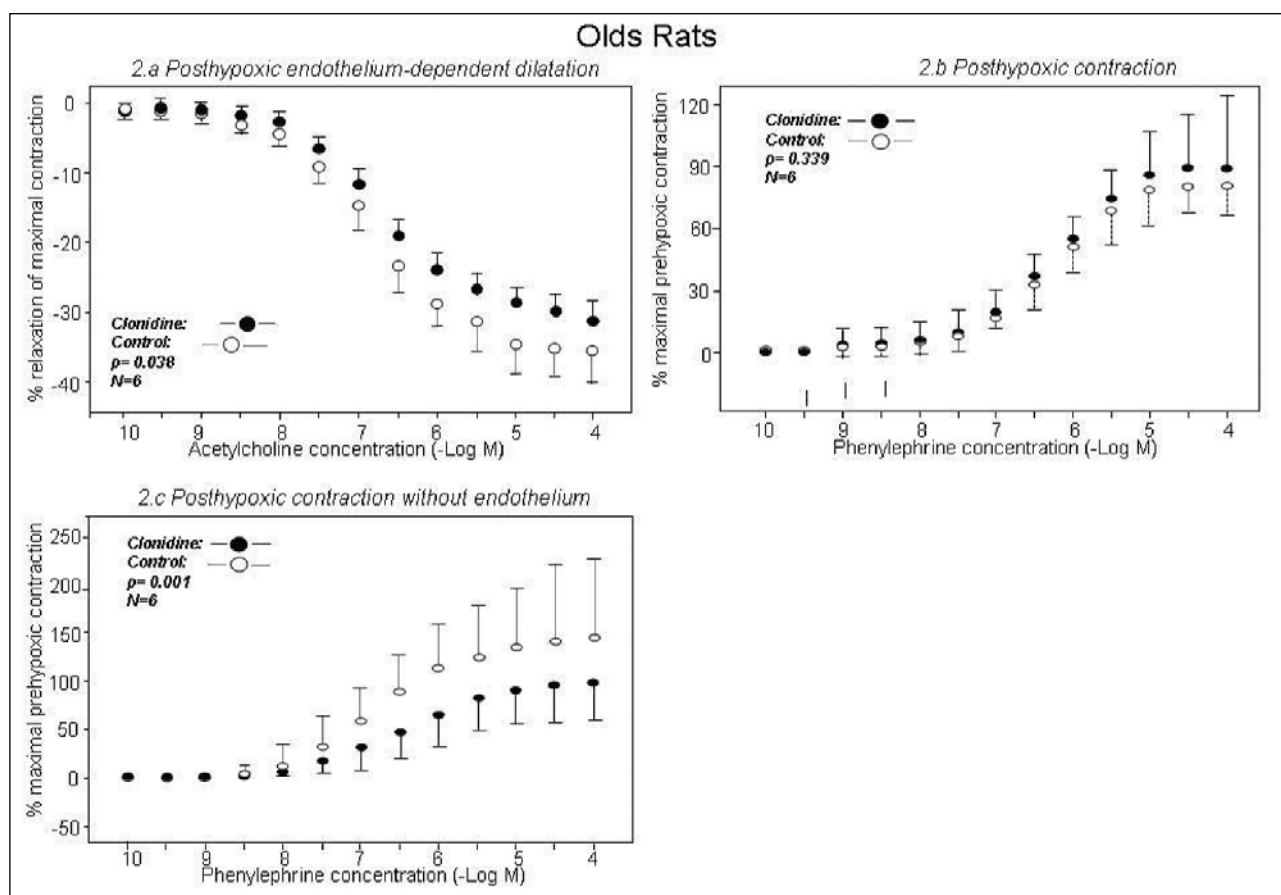 Olds Rats
2.a Posthypoxic endothelium-dependent dilatation
% relaxation of maximal contraction
0
-10
-20
-30
-40
Clonidine:
Control:
ρ= 0.038
N=6
10 9 8 7 6 5 4
Acetylcholine concentration (-Log M)
2.b Posthypoxic contraction
% maximal prehypoxic contraction
120
90
60
30
0
Clonidine:
Control:
ρ= 0.339
N=6
10 9 8 7 6 5 4
Phenylephrine concentration (-Log M)
2.c Posthypoxic contraction without endothelium
% maximal prehypoxic contraction
250
200
150
100
50
0
-50
Clonidine:
Control:
ρ= 0.001
N=6
10 9 8 7 6 5 4
Phenylephrine concentration (-Log M)